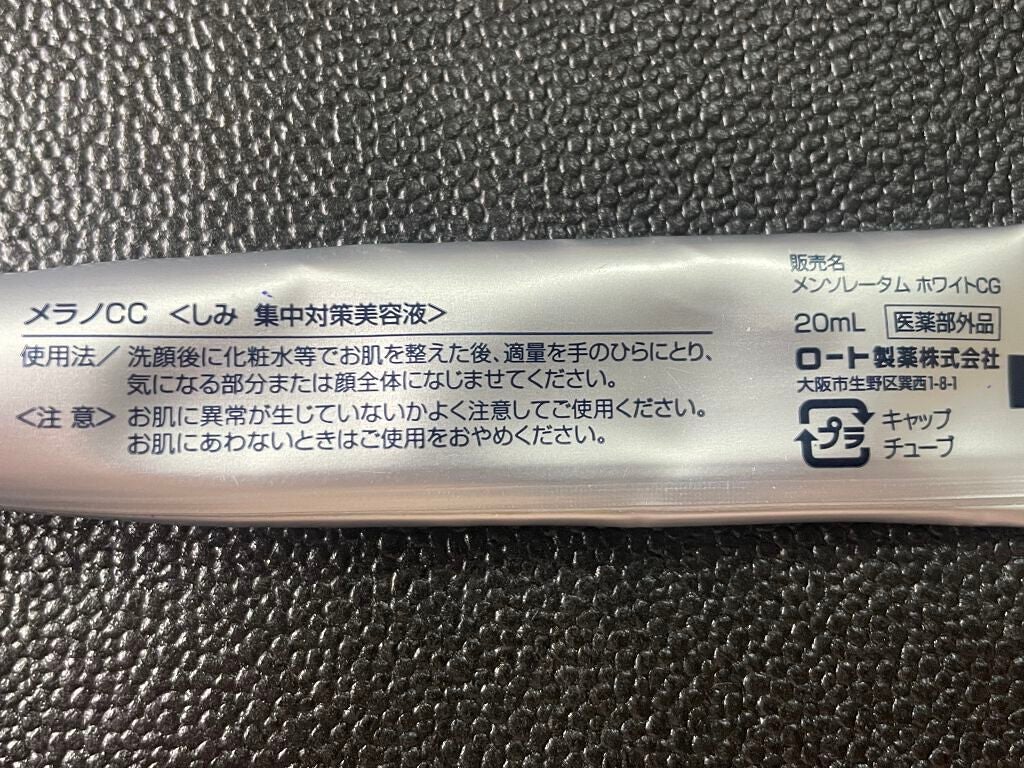 メラノCC <しみ 集中対策美容液>
使用法/洗顔後に化粧水等でお肌を整えた後、適量を手のひらにとり、
気になる部分または顔全体になじませてください。
<注 意>お肌に異常が生じていないかよく注意してご使用ください。
お肌にあわないときはご使用をおやめください。
販売名
メンソレータム ホワイトCG
20mL 医薬部外品
ロート製薬株式会社
大阪市生野区巽西1-8-1
プラ
キャップ
チューブ